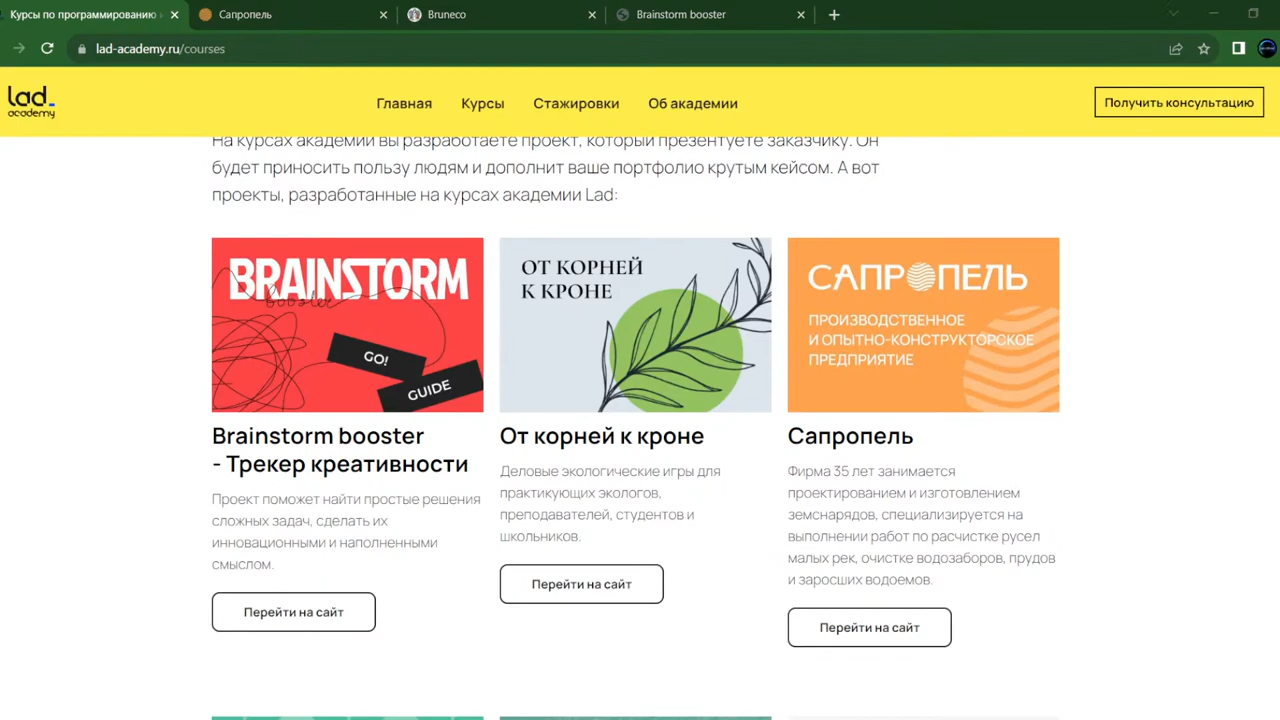 Курсы по программированию
Сапропель
Bruneco
Brainstorm booster
lad-academy.ru/courses
lad_
academy
Главная
Курсы
Стажировки
Об академии
Получить консультацию
На курсах академии вы разработаете проект, который презентуете заказчику. Он
будет приносить пользу людям и дополнит ваше портфолио крутым кейсом. А вот
проекты, разработанные на курсах академии Lad:
BRAINSTORM
booster
GO!
GUIDE
Brainstorm booster
- Трекер креативности
Проект поможет найти простые решения
сложных задач, сделать их
инновационными и наполненными
смыслом.
Перейти на сайт
ОТ КОРНЕЙ
К КРОНЕ
От корней к кроне
Деловые экологические игры для
практикующих экологов,
преподавателей, студентов и
школьников.
Перейти на сайт
САПРОПЕЛЬ
ПРОИЗВОДСТВЕННОЕ
И ОПЫТНО-КОНСТРУКТОРСКОЕ
ПРЕДПРИЯТИЕ
Сапропель
Фирма 35 лет занимается
проектированием и изготовлением
земснарядов, специализируется на
выполнении работ по расчистке русел
малых рек, очистке водозаборов, прудов
и заросших водоемов.
Перейти на сайт